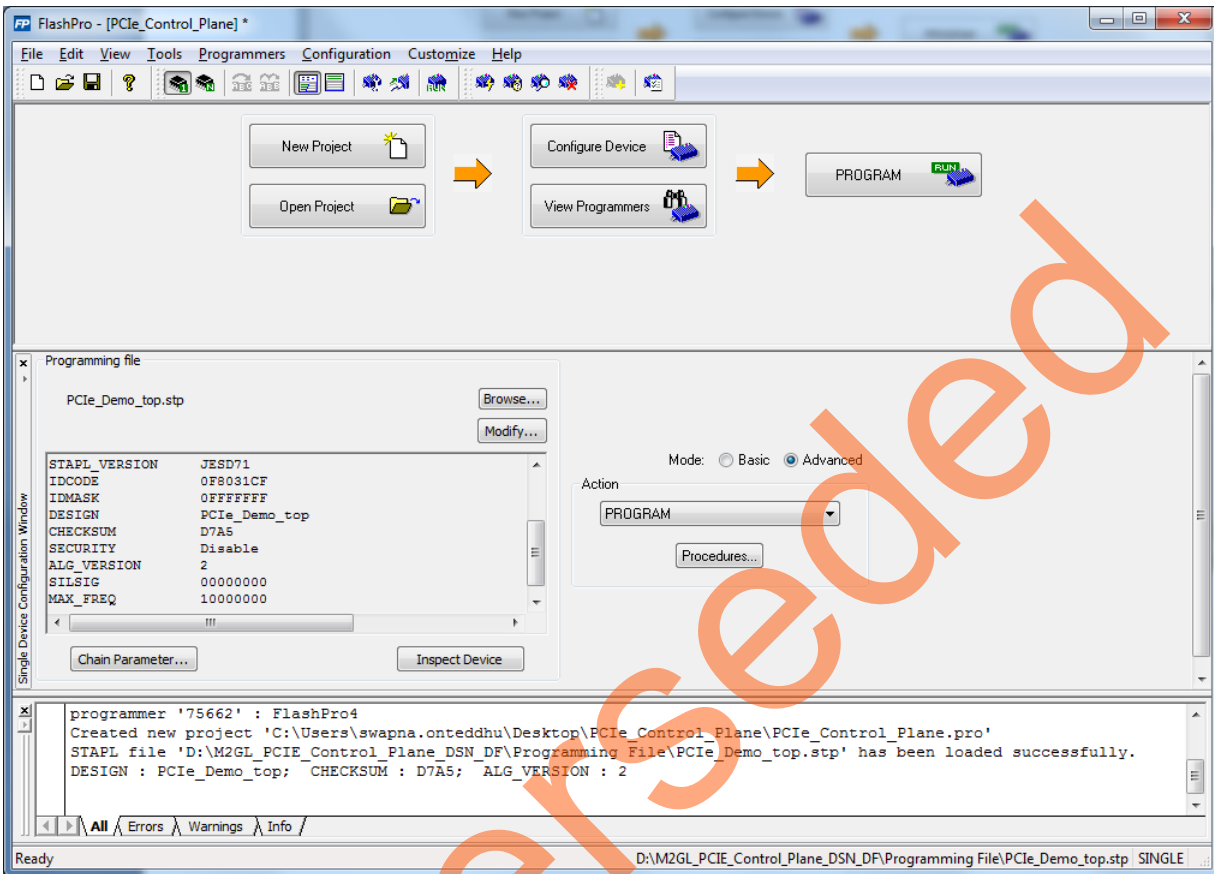 FP FlashPro - [PCIe_Control_Plane] *
File Edit View Tools Programmers Configuration Customize Help
New Project
Configure Device
PROGRAM
RUN
Open Project
View Programmers
Programming file
PCIe_Demo_top.stp
Browse...
Modify...
STAPL_VERSION JESD71
IDCODE 0F8031CF
IDMASK 0FFFFFFF
DESIGN PCIe_Demo_top
CHECKSUM D7A5
SECURITY Disable
ALG_VERSION 2
SILSIG 00000000
MAX_FREQ 10000000
Chain Parameter...
Inspect Device
Mode: Basic Advanced
Action
PROGRAM
Procedures...
Single Device Configuration Window
programmer '75662' : FlashPro4
Created new project 'C:\Users\swapna.onteddhu\Desktop\PCIe_Control_Plane\PCIe_Control_Plane.pro'
STAPL file 'D:\M2GL_PCIE_Control_Plane_DSN_DF\Programming File\PCIe_Demo_top.stp' has been loaded successfully.
DESIGN : PCIe_Demo_top; CHECKSUM : D7A5; ALG_VERSION : 2
All Errors Warnings Info
Ready
D:\M2GL_PCIE_Control_Plane_DSN_DF\Programming File\PCIe_Demo_top.stp SINGLE
erseded